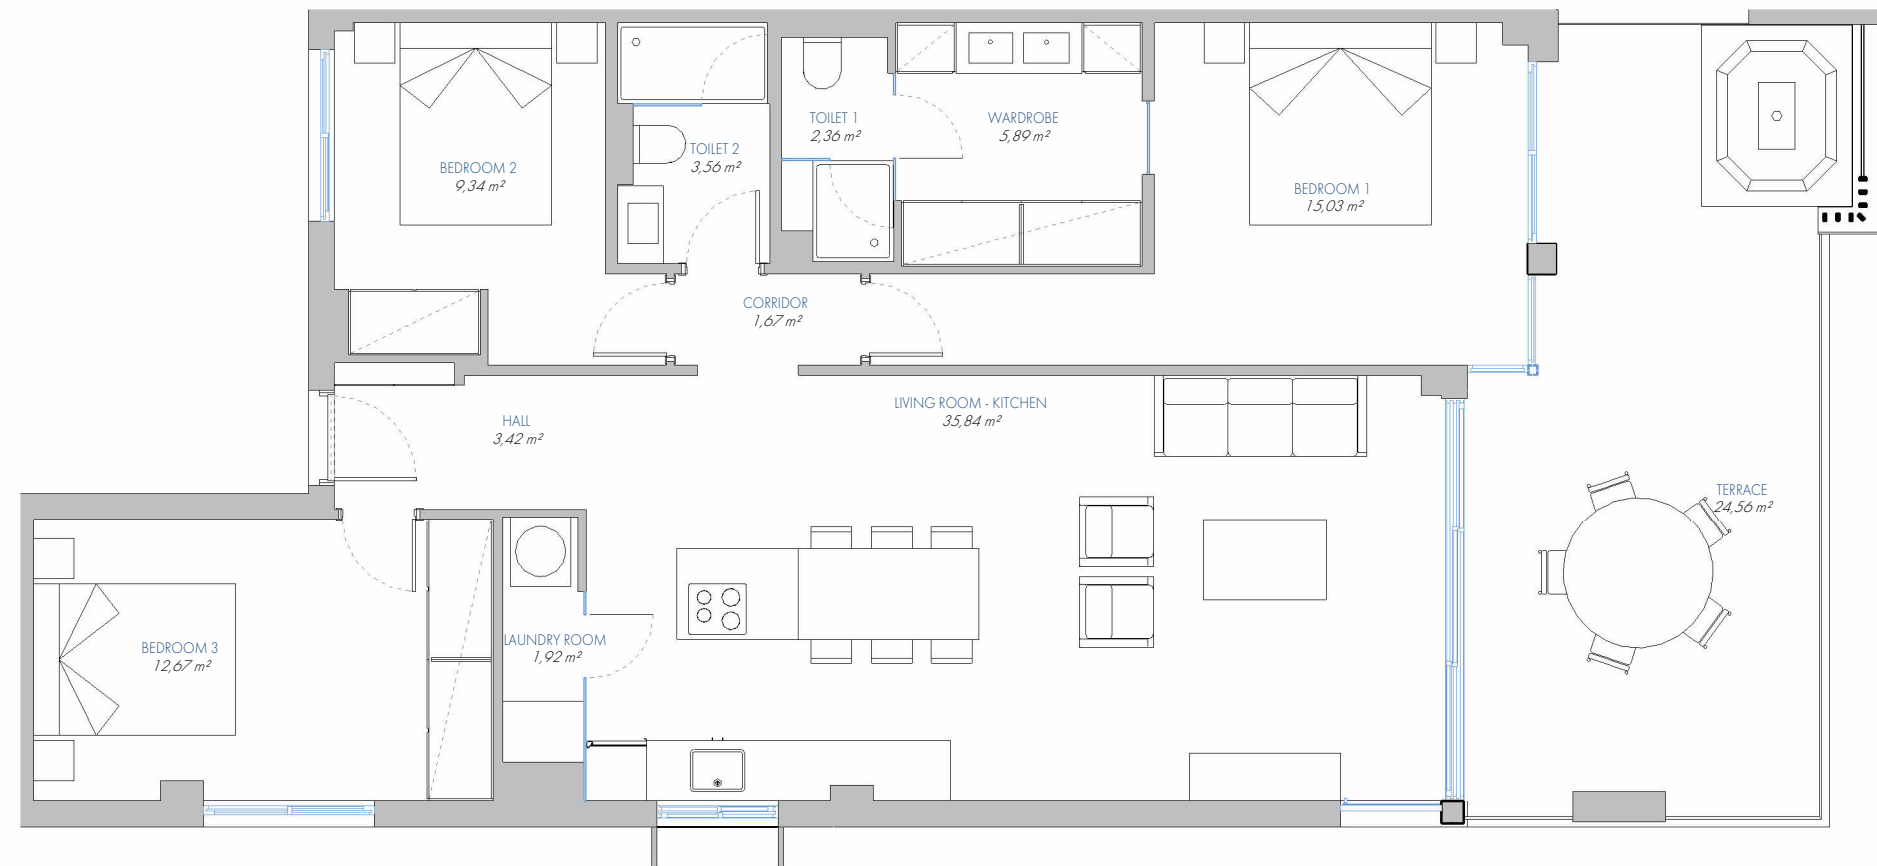 TOILET 1
2,36 m²
WARDROBE
5,89 m²
TOILET 2
3,56 m²
BEDROOM 2
9,34 m²
BEDROOM 1
15,03 m²
CORRIDOR
1,67 m²
HALL
3,42 m²
LIVING ROOM - KITCHEN
35,84 m²
TERRACE
24,56 m²
BEDROOM 3
12,67 m²
LAUNDRY ROOM
1,92 m²